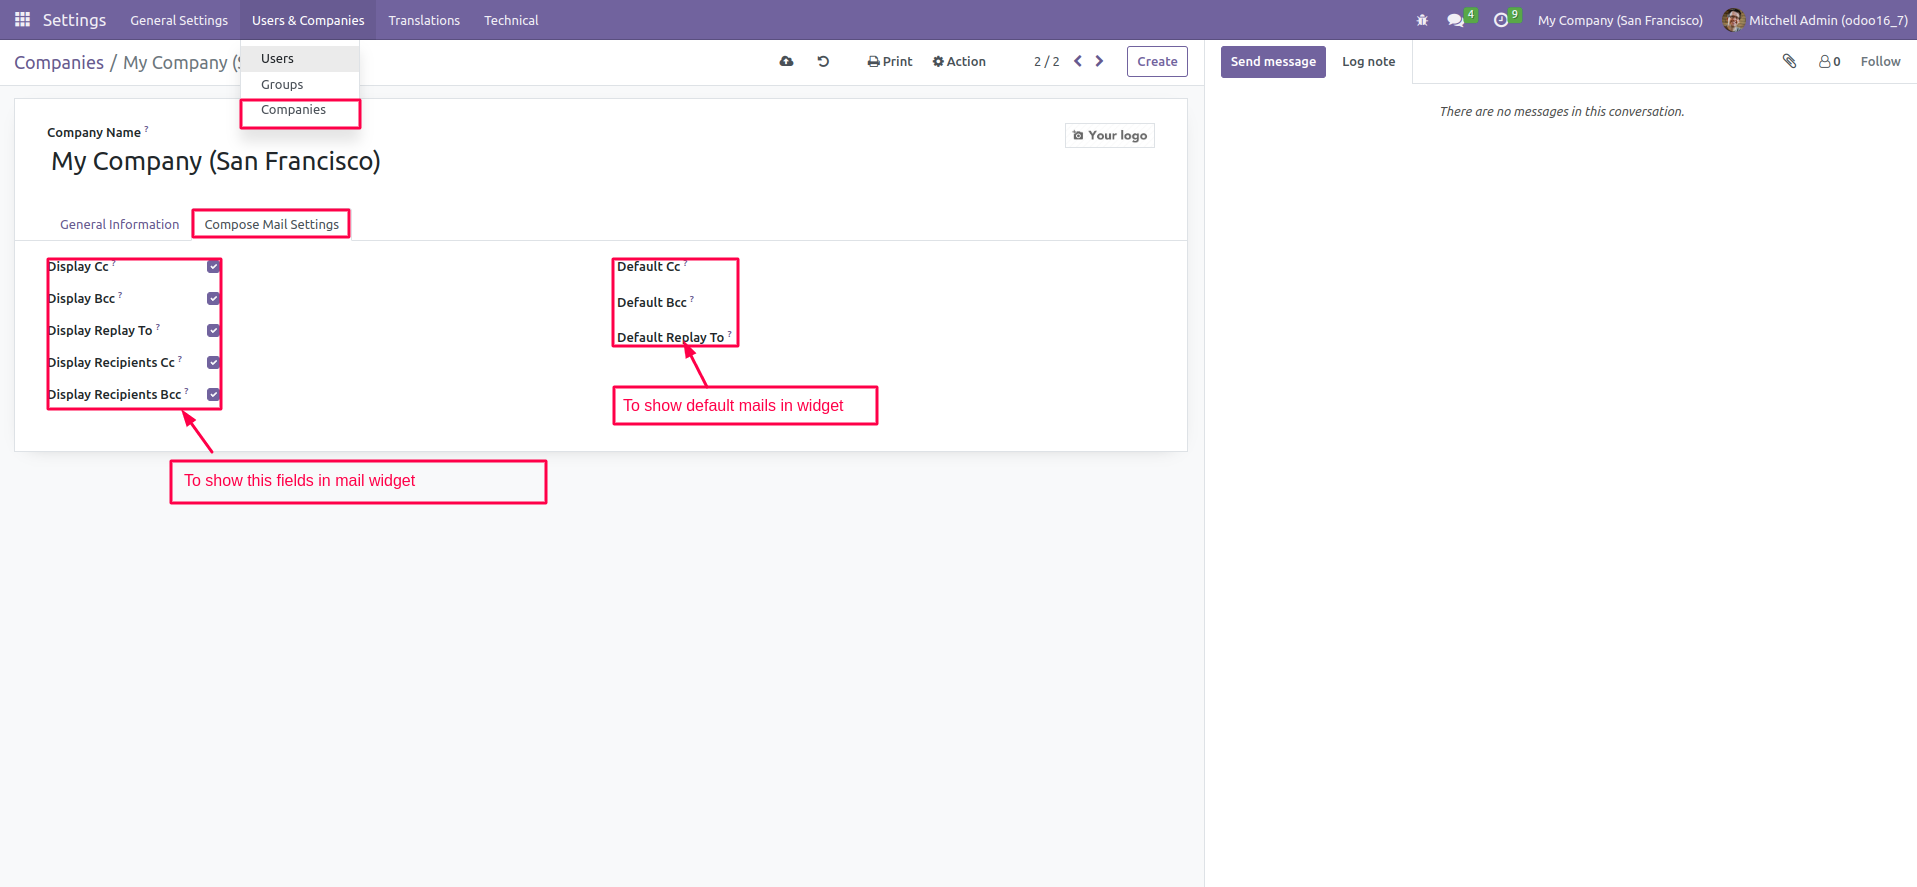 Settings General Settings Users & Companies Translations Technical 4 9 My Company (San Francisco) Mitchell Admin (odoo16_7)
Users
Groups
Companies
Companies / My Company (S
Print Action 2 / 2 Create
Send message Log note 0 Follow
There are no messages in this conversation.
Company Name ?
My Company (San Francisco)
Your logo
General Information Compose Mail Settings
Display Cc ?
Display Bcc ?
Display Replay To ?
Display Recipients Cc ?
Display Recipients Bcc ?
Default Cc ?
Default Bcc ?
Default Replay To ?
To show default mails in widget
To show this fields in mail widget